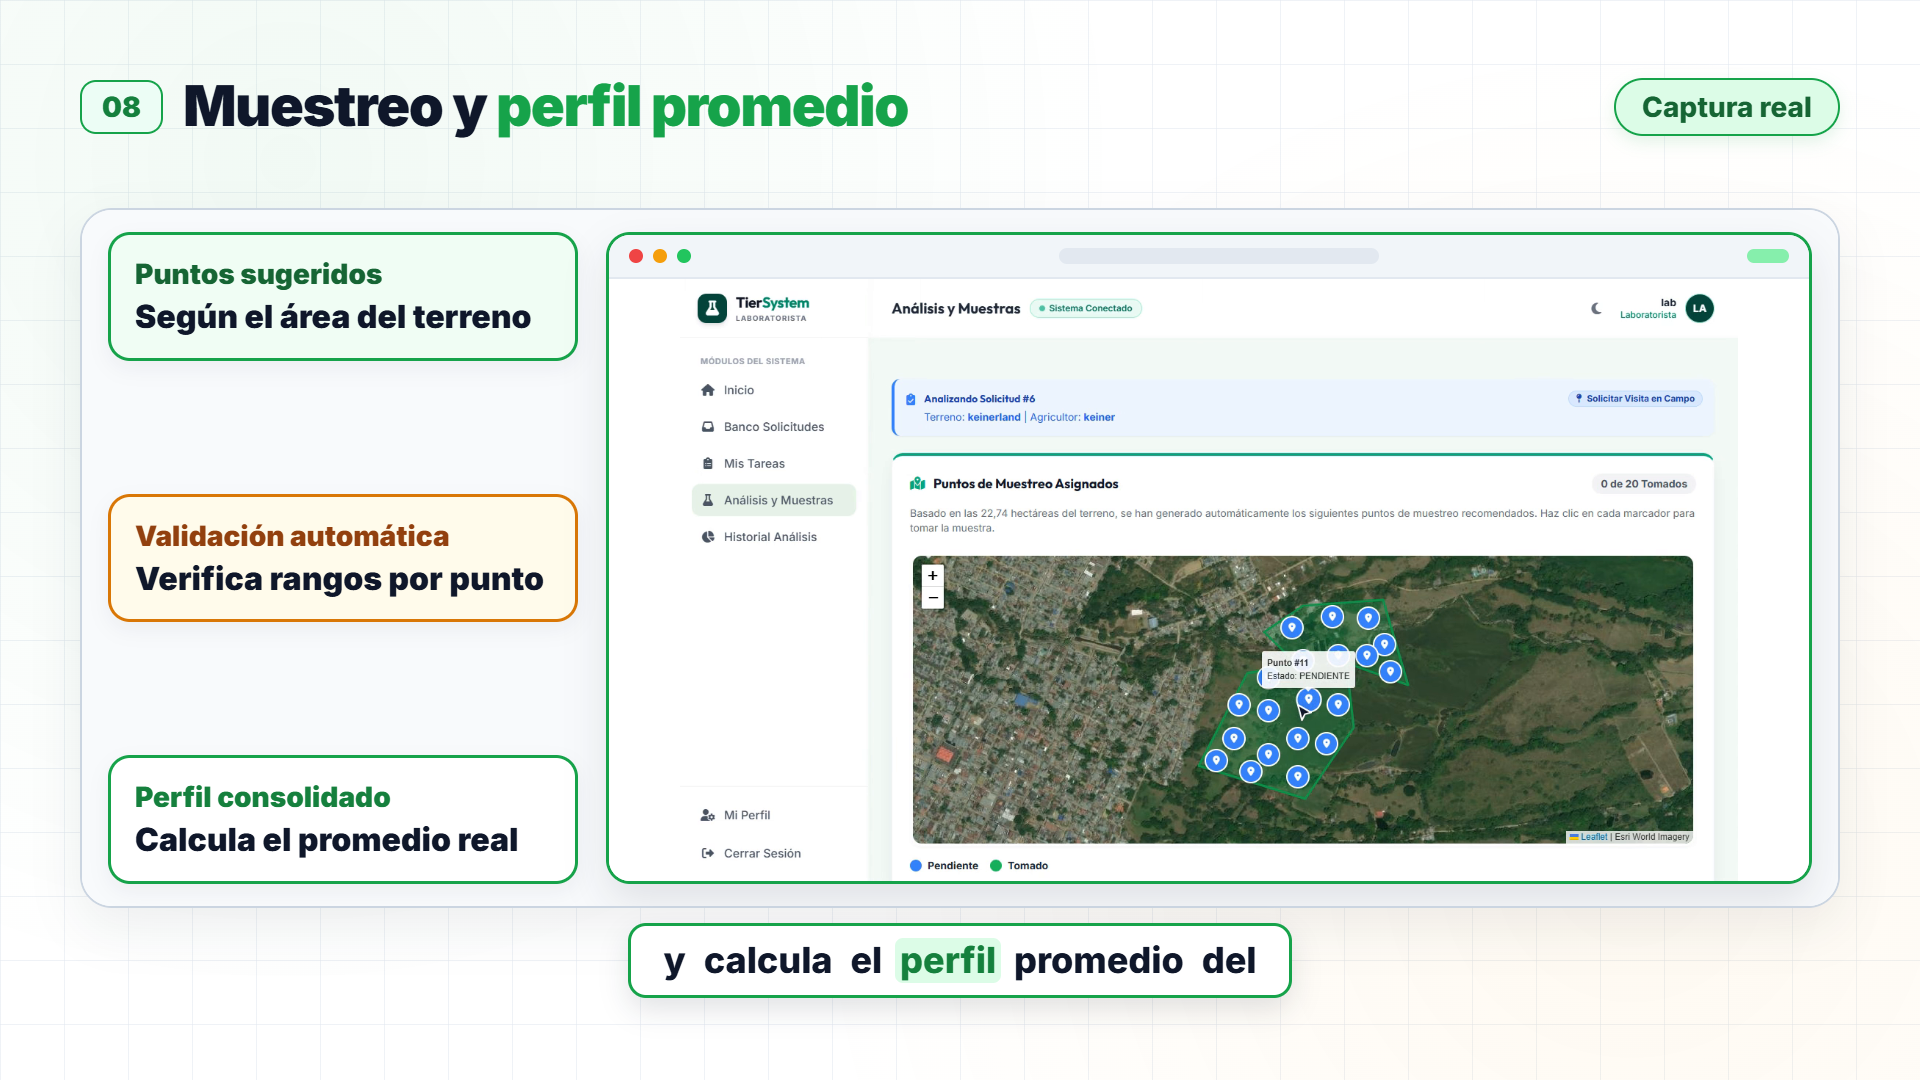 08
Muestreo y perfil promedio
Captura real
Puntos sugeridos
Según el área del terreno
Validación automática
Verifica rangos por punto
Perfil consolidado
Calcula el promedio real
TierSystem
LABORATORISTA
MÓDULOS DEL SISTEMA
Inicio
Banco Solicitudes
Mis Tareas
Análisis y Muestras
Historial Análisis
Mi Perfil
Cerrar Sesión
Análisis y Muestras
Sistema Conectado
lab
Laboratorista
LA
Analizando Solicitud #6
Terreno: keinerland | Agricultor: keiner
Solicitar Visita en Campo
Puntos de Muestreo Asignados
0 de 20 Tomados
Basado en las 22,74 hectáreas del terreno, se han generado automáticamente los siguientes puntos de muestreo recomendados. Haz clic en cada marcador para
tomar la muestra.
+
−
Punto #11
Estado: PENDIENTE
Leaflet | Esri World Imagery
Pendiente
Tomado
y calcula el perfil promedio del